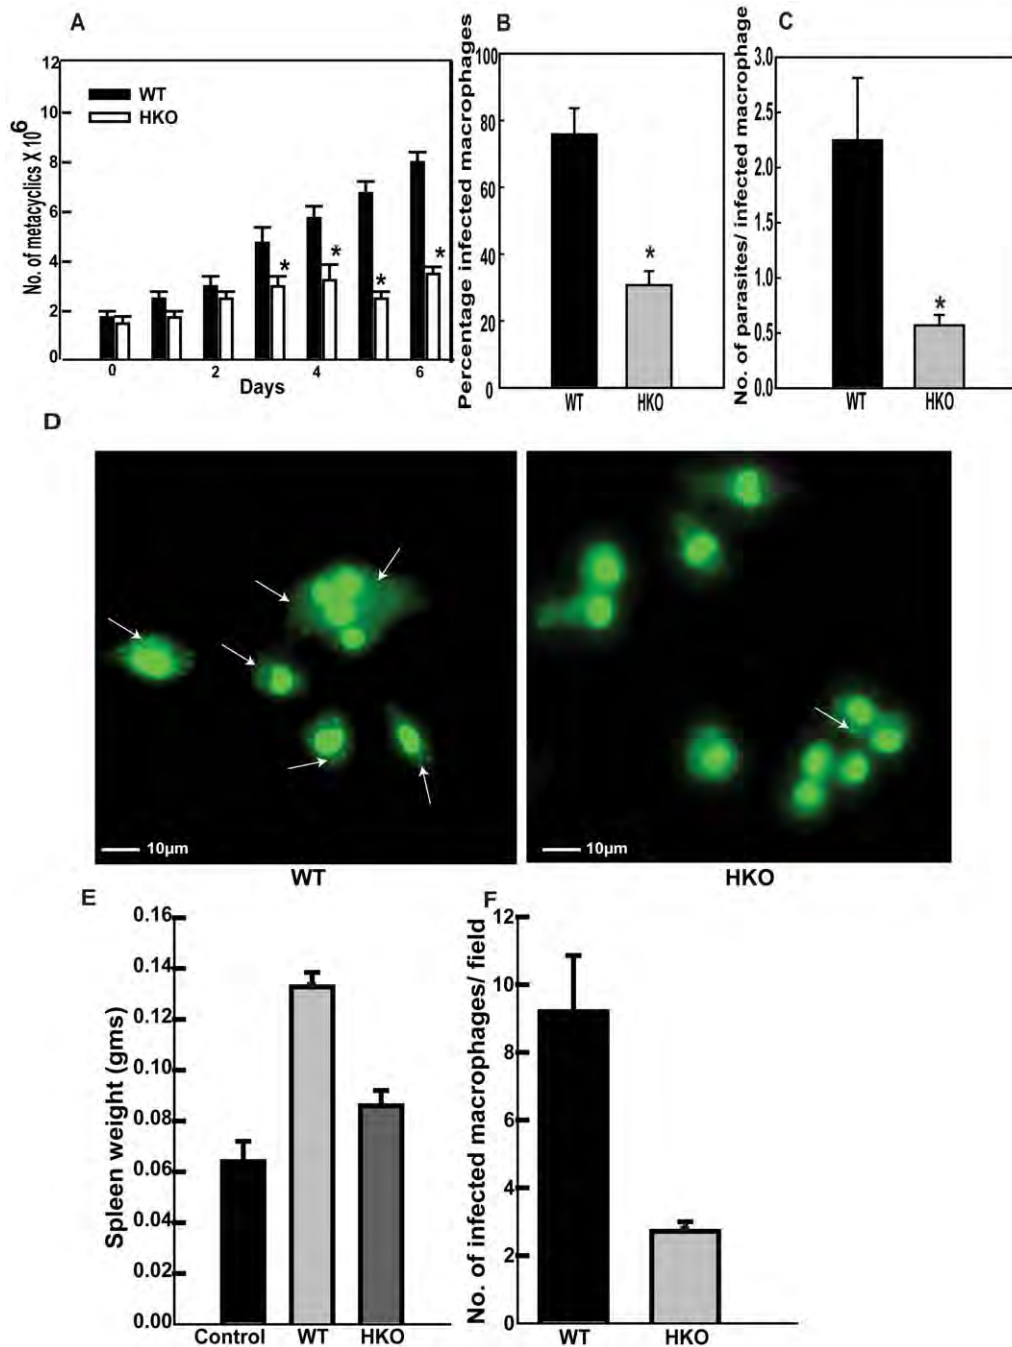 A
No. of metacyclics X 10^6
12
10
8
6
4
2
0
WT
HKO
*
*
*
*
0
2
4
6
Days
B
Percentage infected macrophages
100
80
60
40
20
0
*
WT
HKO
C
No. of parasites/ infected macrophage
3.0
2.5
2.0
1.5
1.0
0.5
0.0
*
WT
HKO
D
10μm
WT
10μm
HKO
E
Spleen weight (gms)
0.16
0.14
0.12
0.10
0.08
0.06
0.04
0.02
0.00
Control
WT
HKO
F
No. of infected macrophages/ field
12
10
8
6
4
2
0
WT
HKO